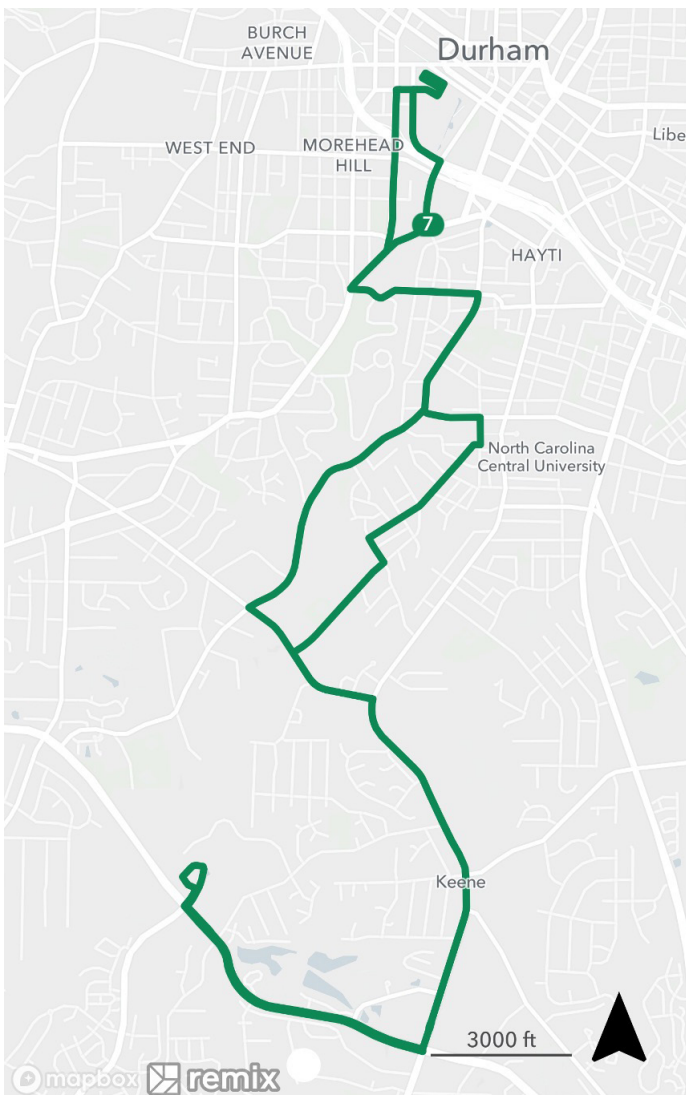 BURCH
AVENUE
Durham
WEST END
MOREHEAD
HILL
Libe
7
HAYTI
North Carolina
Central University
Keene
3000 ft
mapbox remix